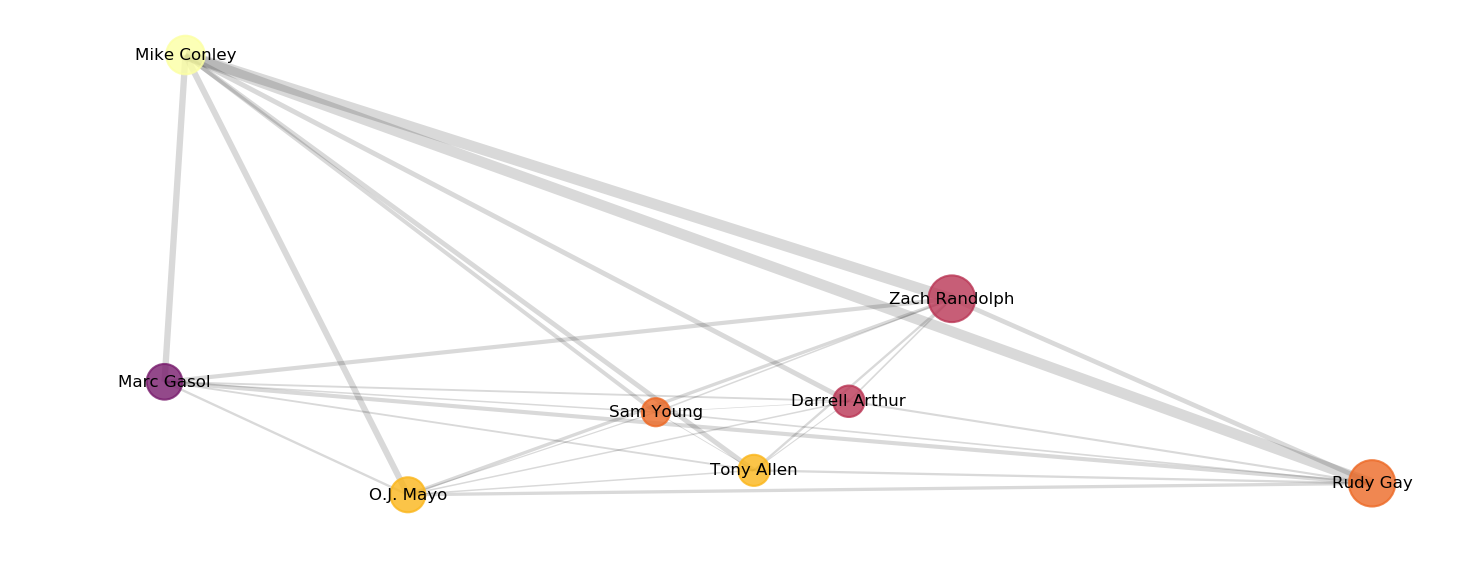 Mike Conley
Zach Randolph
Marc Gasol
Darrell Arthur
Sam Young
Tony Allen
Rudy Gay
O.J. Mayo